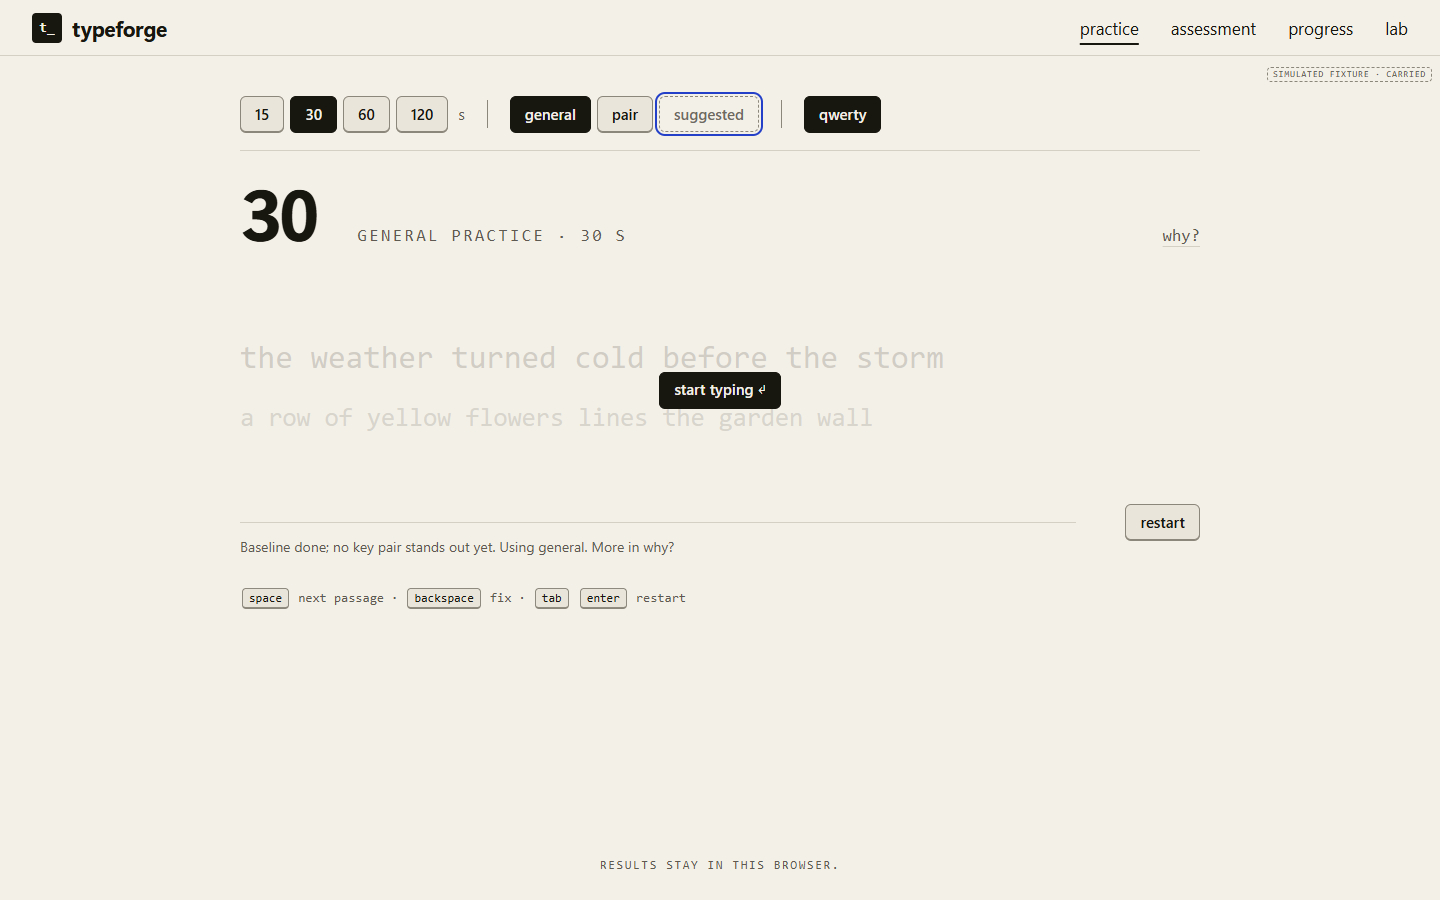 t_ typeforge practice assessment progress lab
SIMULATED FIXTURE · CARRIED
15 30 60 120 s general pair suggested qwerty
30 GENERAL PRACTICE · 30 S why?
the weather turned cold before the storm
start typing ↲
a row of yellow flowers lines the garden wall
restart
Baseline done; no key pair stands out yet. Using general. More in why?
space next passage · backspace fix · tab enter restart
RESULTS STAY IN THIS BROWSER.